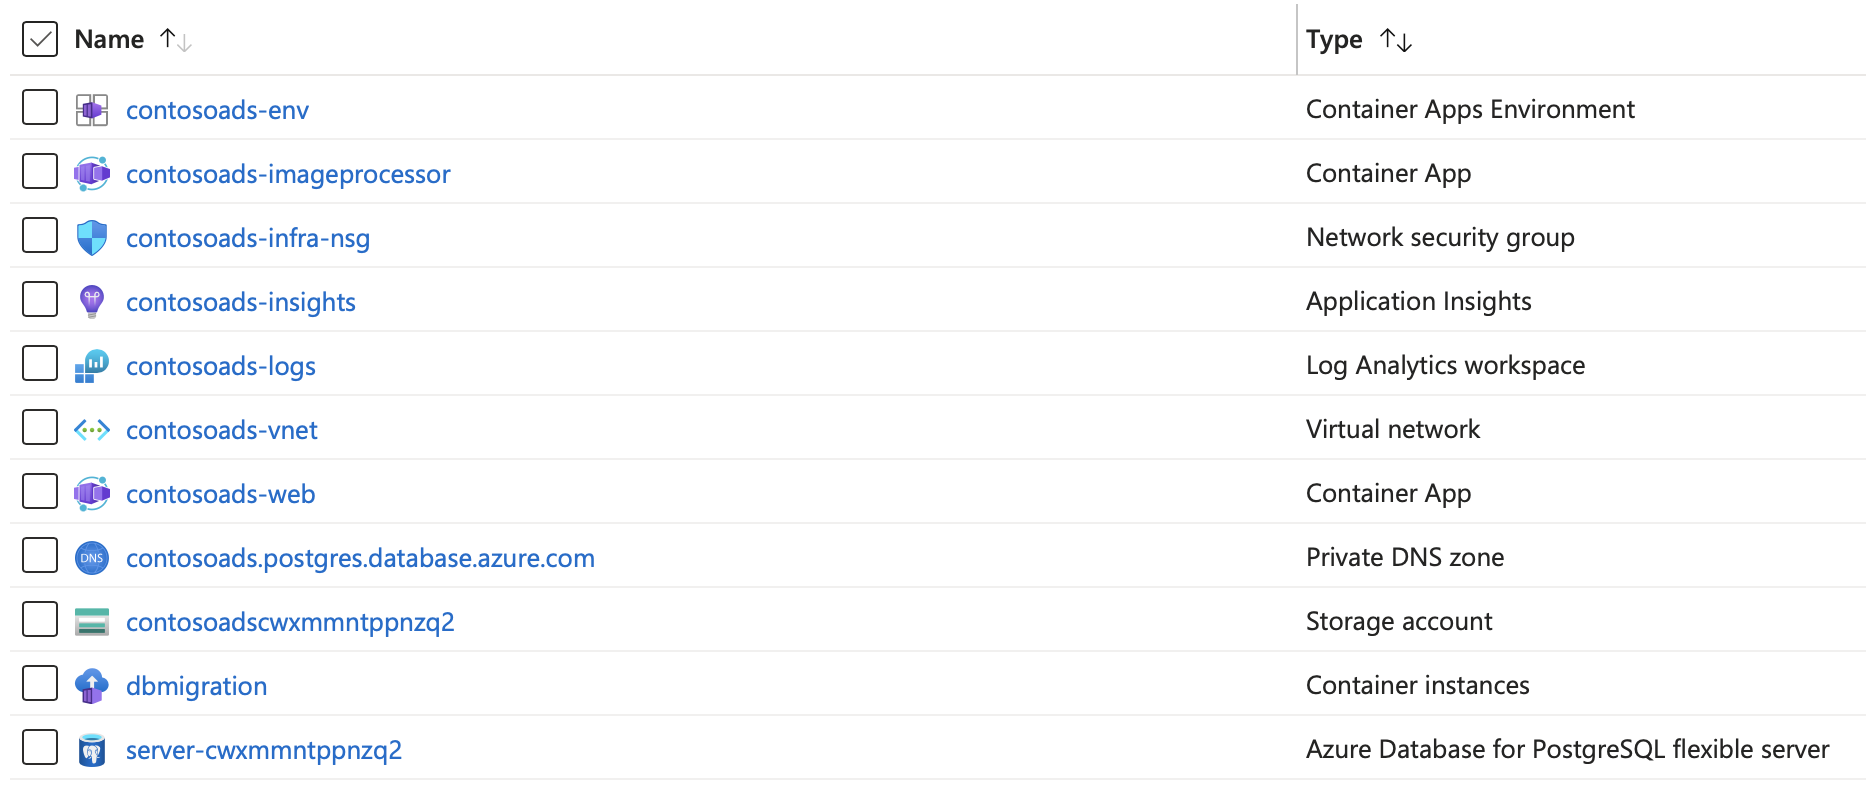 Name Type
contosoads-env Container Apps Environment
contosoads-imageprocessor Container App
contosoads-infra-nsg Network security group
contosoads-insights Application Insights
contosoads-logs Log Analytics workspace
contosoads-vnet Virtual network
contosoads-web Container App
DNS contosoads.postgres.database.azure.com Private DNS zone
contosoadscwxmmntppnzq2 Storage account
dbmigration Container instances
server-cwxmmntppnzq2 Azure Database for PostgreSQL flexible server